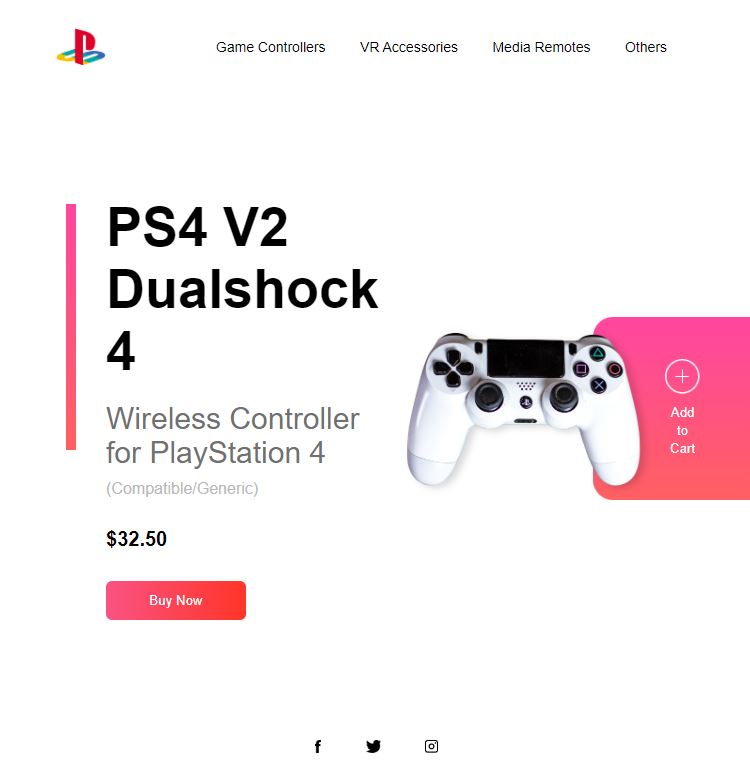 Game Controllers VR Accessories Media Remotes Others
PS4 V2
Dualshock
4
Wireless Controller
for PlayStation 4
(Compatible/Generic)
$32.50
Buy Now
Add
to
Cart